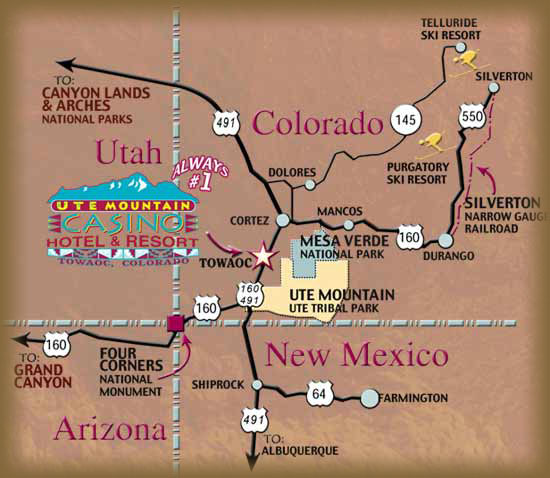 TELLURIDE
SKI RESORT
SILVERTON
TO:
CANYON LANDS
& ARCHES
NATIONAL PARKS
491
Colorado
145
550
Utah
ALWAYS
#1
PURGATORY
SKI RESORT
DOLORES
UTE MOUNTAIN
CASINO
HOTEL & RESORT
TOWAOC, COLORADO
SILVERTON
NARROW GAUG
RAILROAD
CORTEZ
MANCOS
160
DURANGO
MESA VERDE
NATIONAL PARK
TOWAOC
160
491
UTE MOUNTAIN
UTE TRIBAL PARK
160
160
TO:
GRAND
CANYON
FOUR
CORNERS
NATIONAL
MONUMENT
New Mexico
SHIPROCK
64
FARMINGTON
Arizona
491
TO:
ALBUQUERQUE